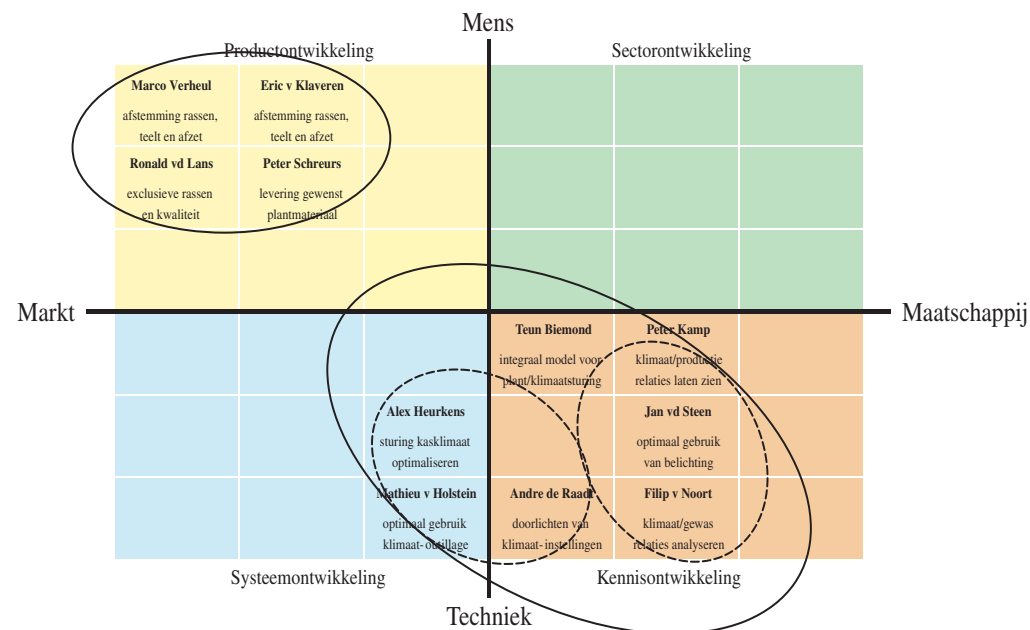 Mens
Productontwikkeling
Sectorontwikkeling
Marco Verheul
afstemming rassen,
teelt en afzet
Eric v Klaveren
afstemming rassen,
teelt en afzet
Ronald vd Lans
exclusieve rassen
en kwaliteit
Peter Schreurs
levering gewenst
plantmateriaal
Markt
Maatschappij
Teun Biemond
integraal model voor
plant/klimaatsturing
Peter Kamp
klimaat/productie
relaties laten zien
Alex Heurkens
sturing kasklimaat
optimaliseren
Jan vd Steen
optimaal gebruik
van belichting
Mathieu v Holstein
optimaal gebruik
klimaat-outillage
Andre de Raadt
doorlichten van
klimaat-instellingen
Filip v Noort
klimaat/gewas
relaties analyseren
Systeemontwikkeling
Kennisontwikkeling
Techniek